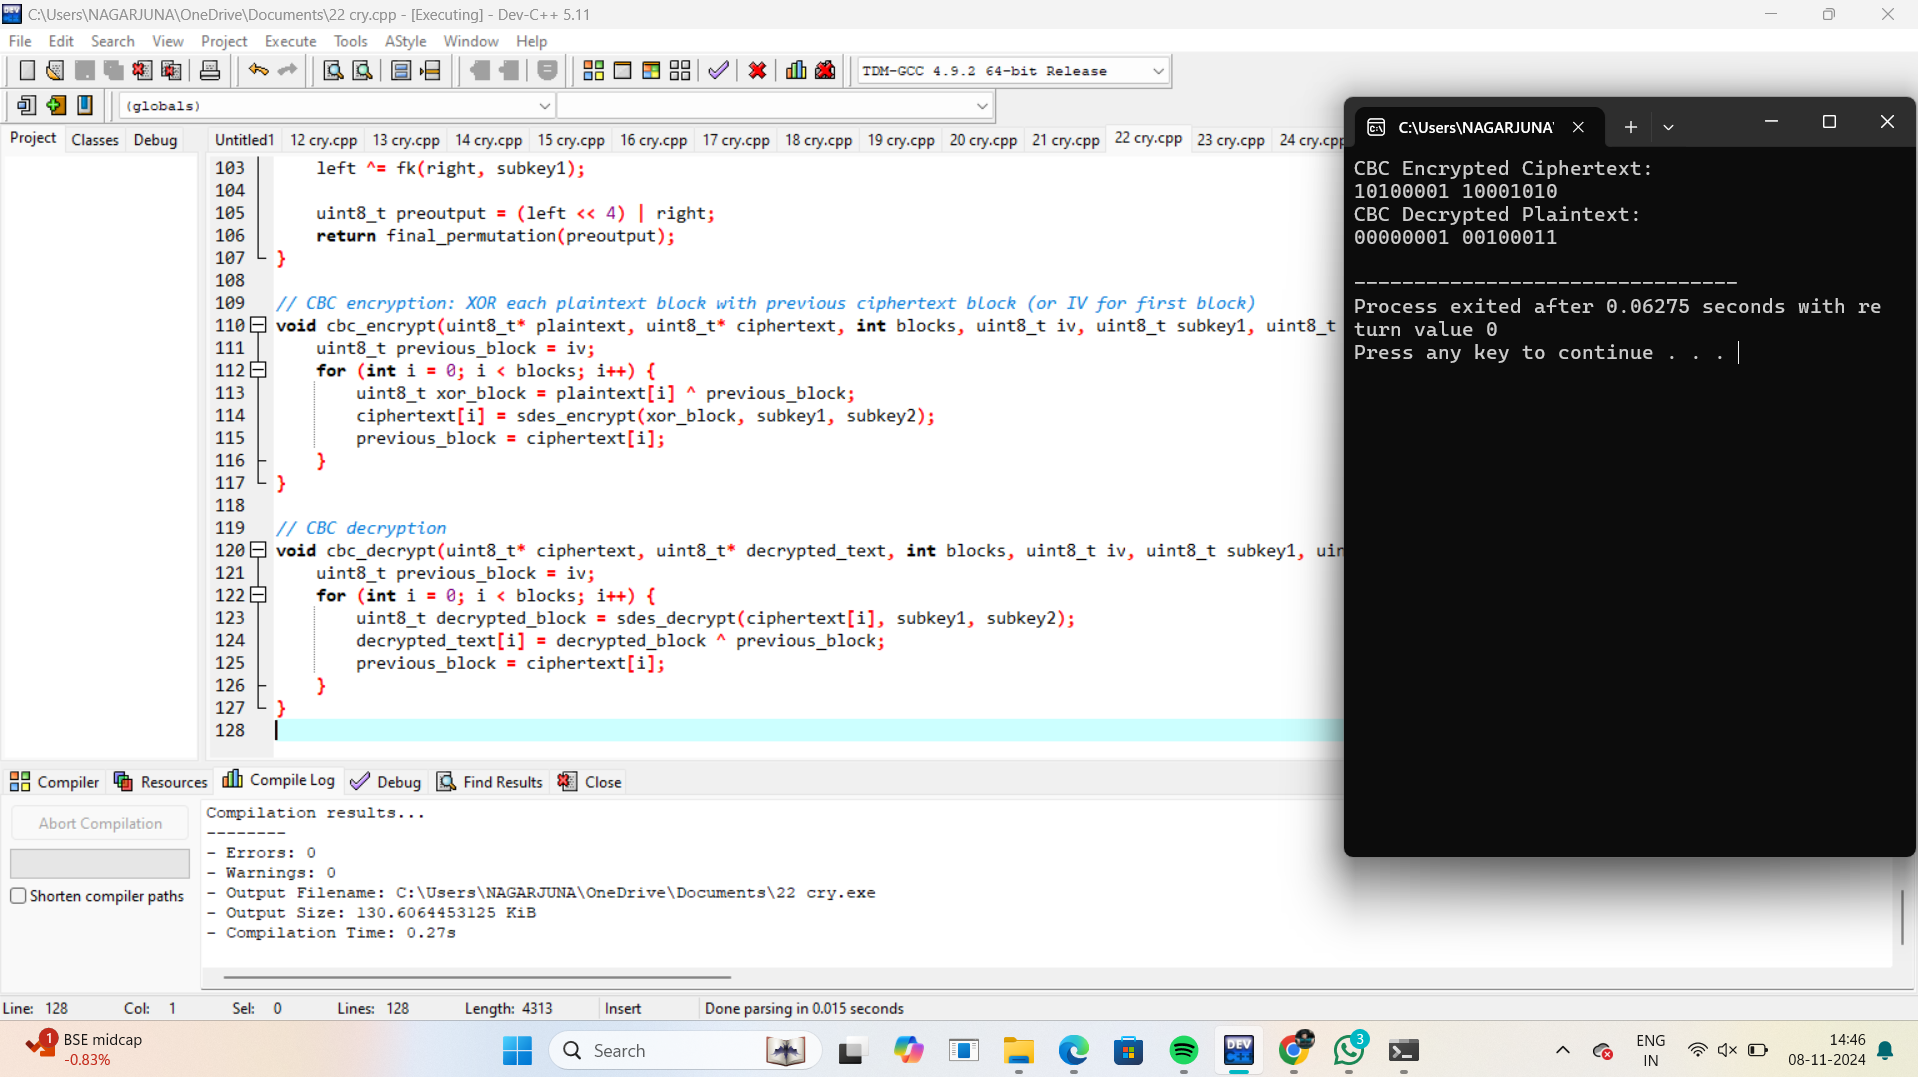 C:\Users\NAGARJUNA\OneDrive\Documents\22 cry.cpp - [Executing] - Dev-C++ 5.11
File Edit Search View Project Execute Tools AStyle Window Help
TDM-GCC 4.9.2 64-bit Release
(globals)
Project Classes Debug
Untitled1 12 cry.cpp 13 cry.cpp 14 cry.cpp 15 cry.cpp 16 cry.cpp 17 cry.cpp 18 cry.cpp 19 cry.cpp 20 cry.cpp 21 cry.cpp 22 cry.cpp 23 cry.cpp 24 cry.cpp
103 left ^= fk(right, subkey1);
104
105 uint8_t preoutput = (left << 4) | right;
106 return final_permutation(preoutput);
107 }
108
109 // CBC encryption: XOR each plaintext block with previous ciphertext block (or IV for first block)
110 void cbc_encrypt(uint8_t* plaintext, uint8_t* ciphertext, int blocks, uint8_t iv, uint8_t subkey1, uint8_t
111 uint8_t previous_block = iv;
112 for (int i = 0; i < blocks; i++) {
113 uint8_t xor_block = plaintext[i] ^ previous_block;
114 ciphertext[i] = sdes_encrypt(xor_block, subkey1, subkey2);
115 previous_block = ciphertext[i];
116 }
117 }
118
119 // CBC decryption
120 void cbc_decrypt(uint8_t* ciphertext, uint8_t* decrypted_text, int blocks, uint8_t iv, uint8_t subkey1, uin
121 uint8_t previous_block = iv;
122 for (int i = 0; i < blocks; i++) {
123 uint8_t decrypted_block = sdes_decrypt(ciphertext[i], subkey1, subkey2);
124 decrypted_text[i] = decrypted_block ^ previous_block;
125 previous_block = ciphertext[i];
126 }
127 }
128
C:\Users\NAGARJUNA'
CBC Encrypted Ciphertext:
10100001 10001010
CBC Decrypted Plaintext:
00000001 00100011
--------------------------------
Process exited after 0.06275 seconds with re
turn value 0
Press any key to continue . . .
Compiler Resources Compile Log Debug Find Results Close
Abort Compilation
Shorten compiler paths
Compilation results...
--------
- Errors: 0
- Warnings: 0
- Output Filename: C:\Users\NAGARJUNA\OneDrive\Documents\22 cry.exe
- Output Size: 130.6064453125 KiB
- Compilation Time: 0.27s
Line: 128 Col: 1 Sel: 0 Lines: 128 Length: 4313 Insert Done parsing in 0.015 seconds
1
BSE midcap
-0.83%
Search
DEV
3
ENG
IN
14:46
08-11-2024